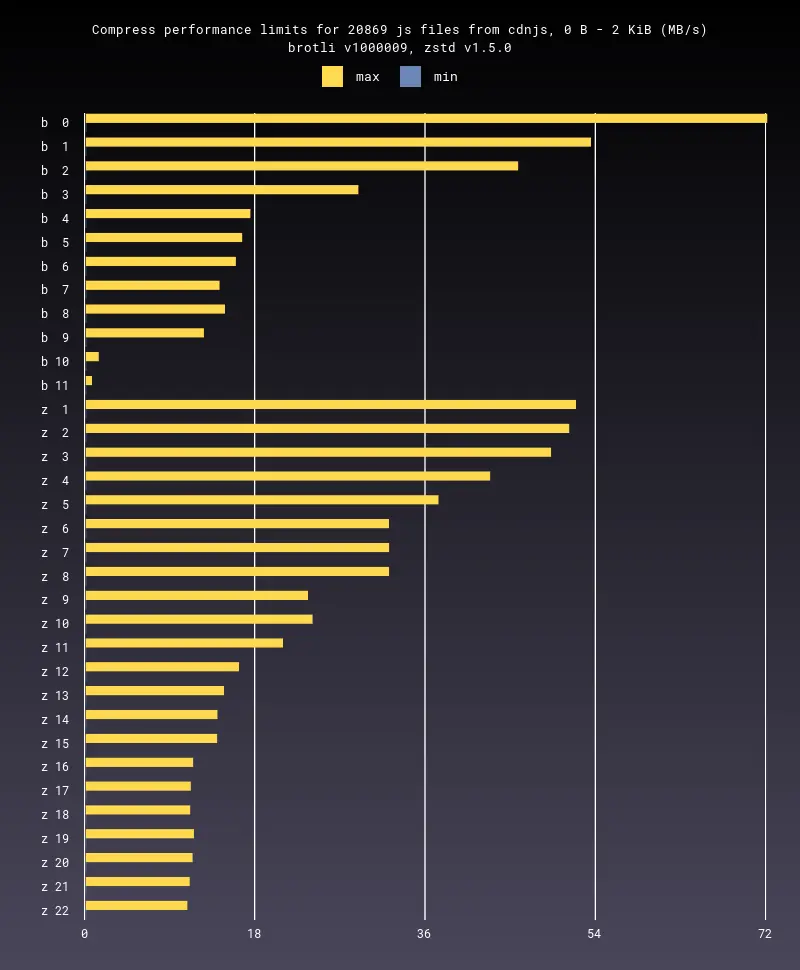 Compress performance limits for 20869 js files from cdnjs, 0 B - 2 KiB (MB/s)
brotli v1000009, zstd v1.5.0
max min
b 0
b 1
b 2
b 3
b 4
b 5
b 6
b 7
b 8
b 9
b 10
b 11
z 1
z 2
z 3
z 4
z 5
z 6
z 7
z 8
z 9
z 10
z 11
z 12
z 13
z 14
z 15
z 16
z 17
z 18
z 19
z 20
z 21
z 22
0 18 36 54 72